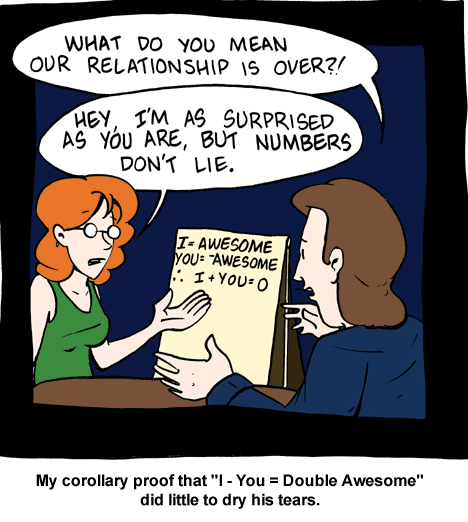 WHAT DO YOU MEAN
OUR RELATIONSHIP IS OVER?!
HEY, I'M AS SURPRISED
AS YOU ARE, BUT NUMBERS
DON'T LIE.
I = AWESOME
YOU= -AWESOME
∴ I + YOU = 0
My corollary proof that "I - You = Double Awesome"
did little to dry his tears.